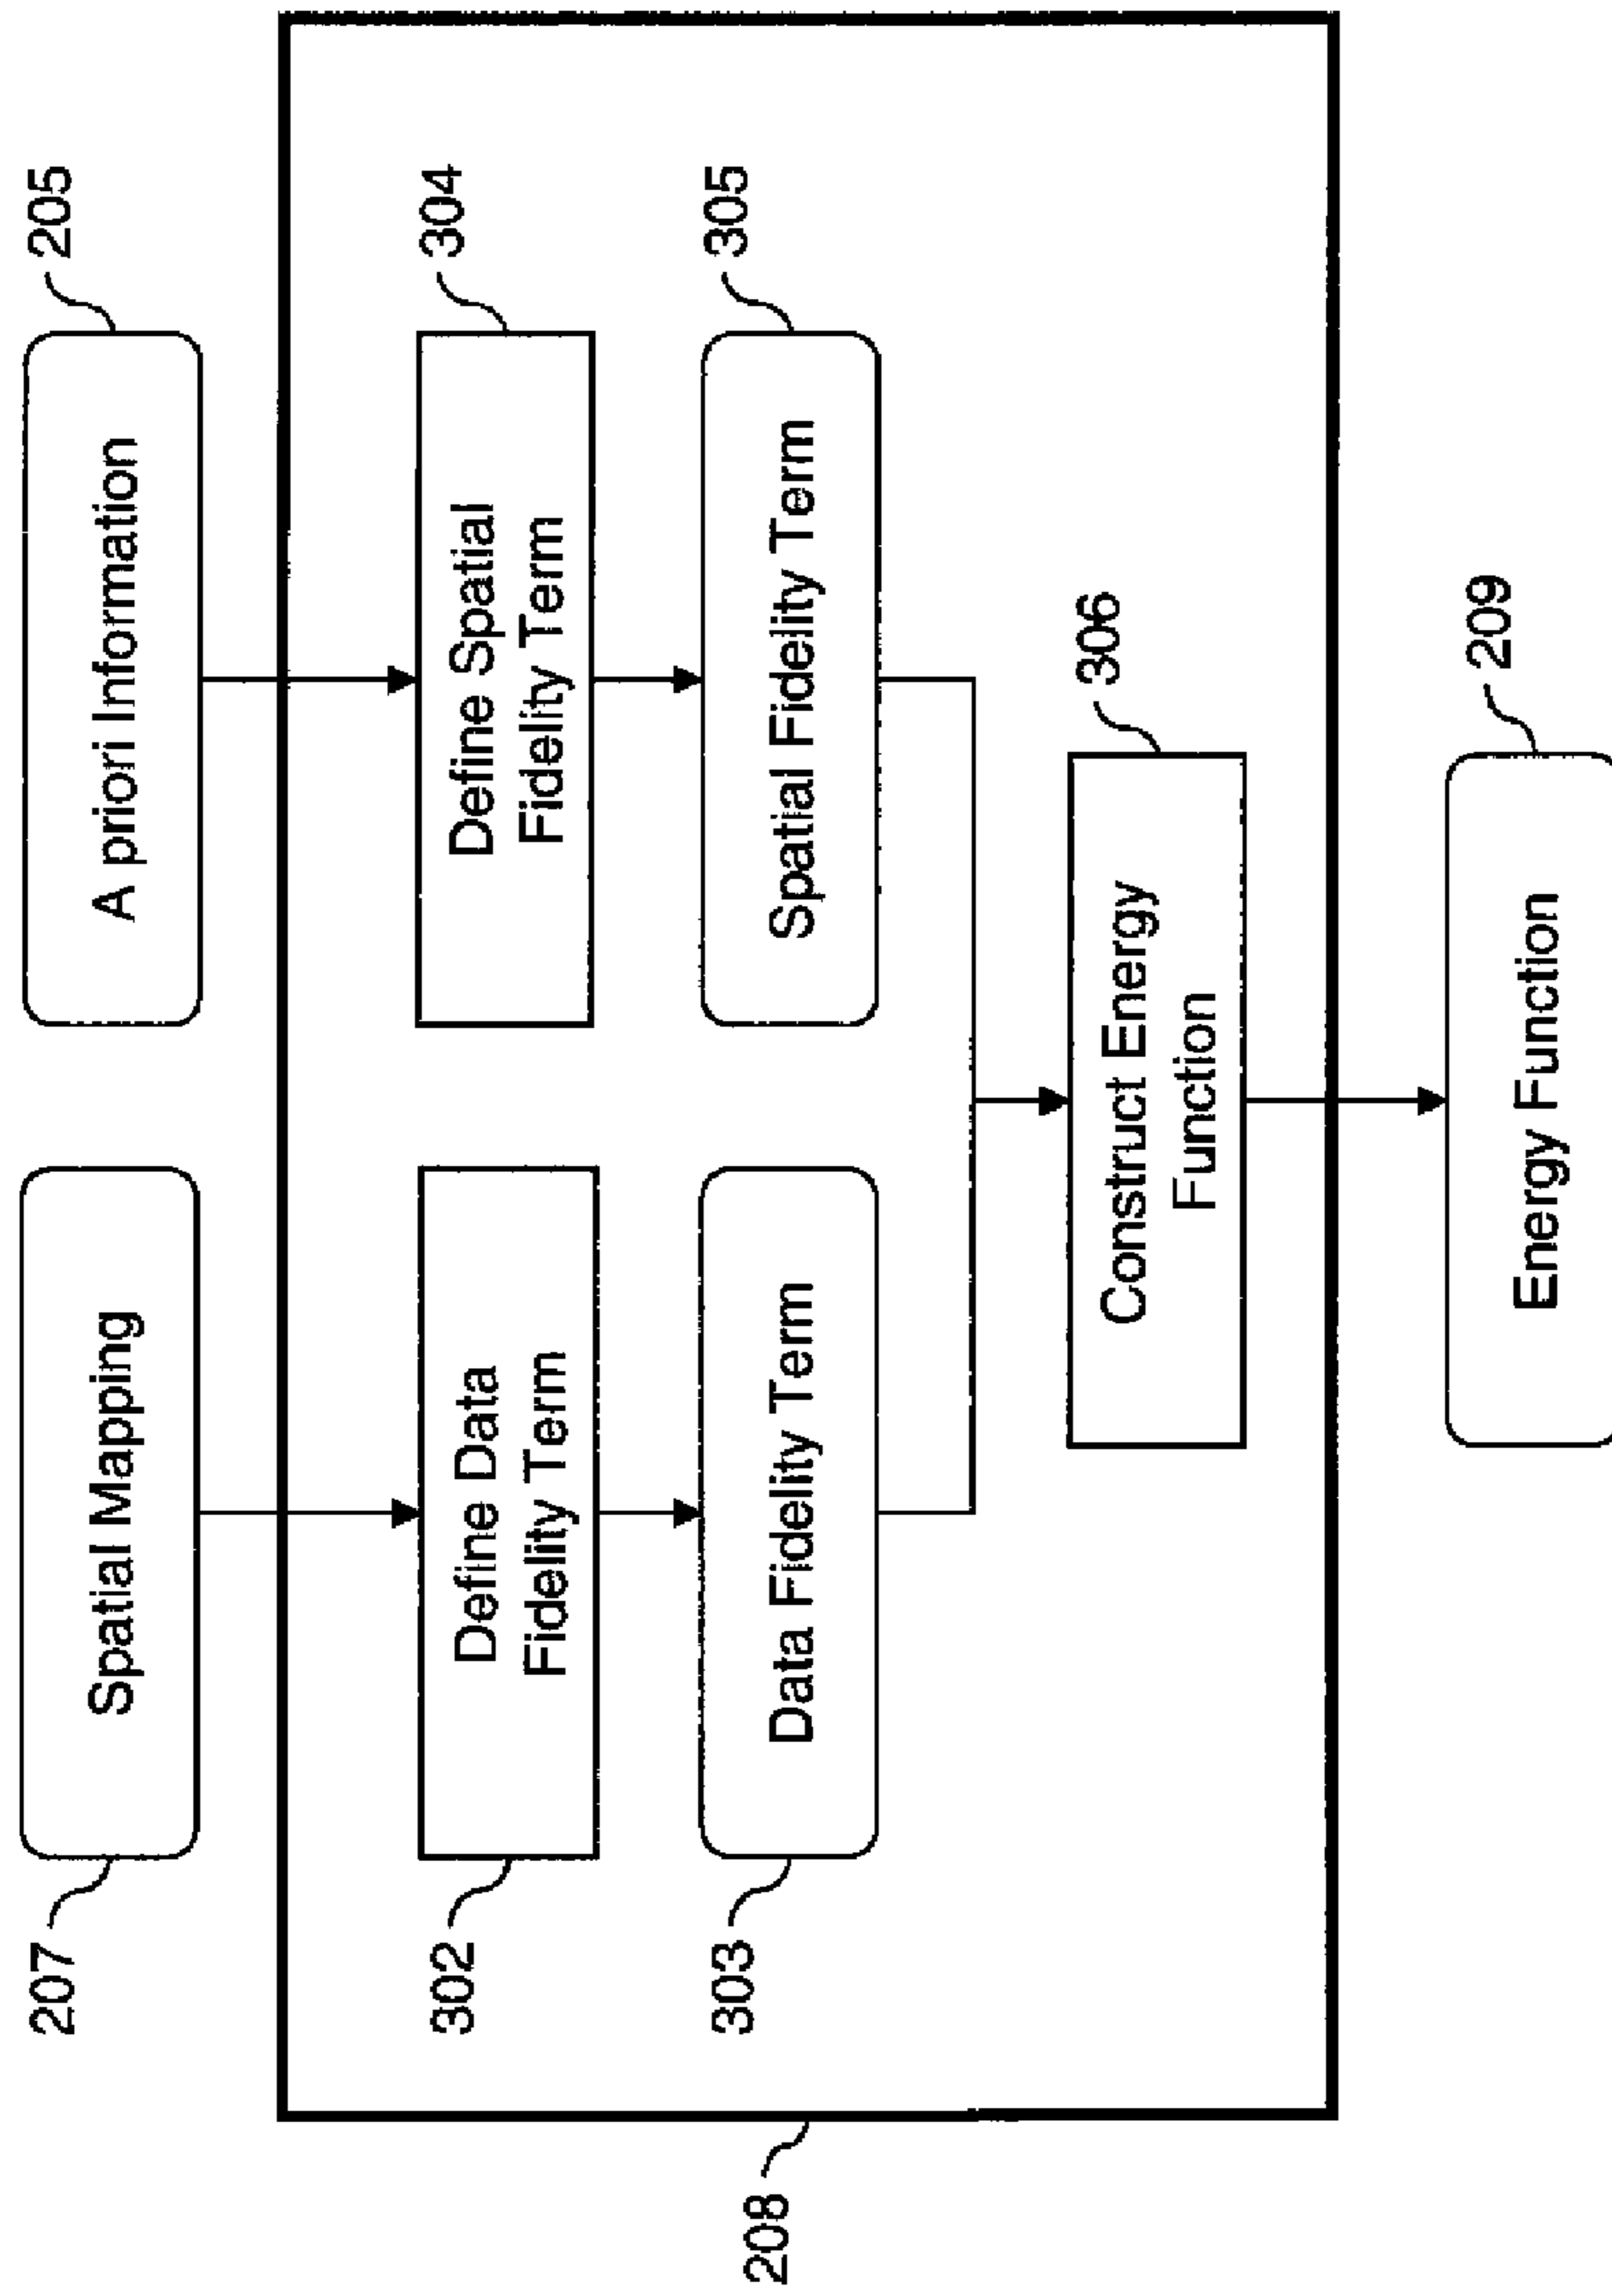 207
Spatial Mapping
A priori Information
205
302
Define Data
Fidelity Term
Define Spatial
Fidelity Term
304
303
Data Fidelity Term
Spatial Fidelity Term
305
208
Construct Energy
Function
306
Energy Function
209